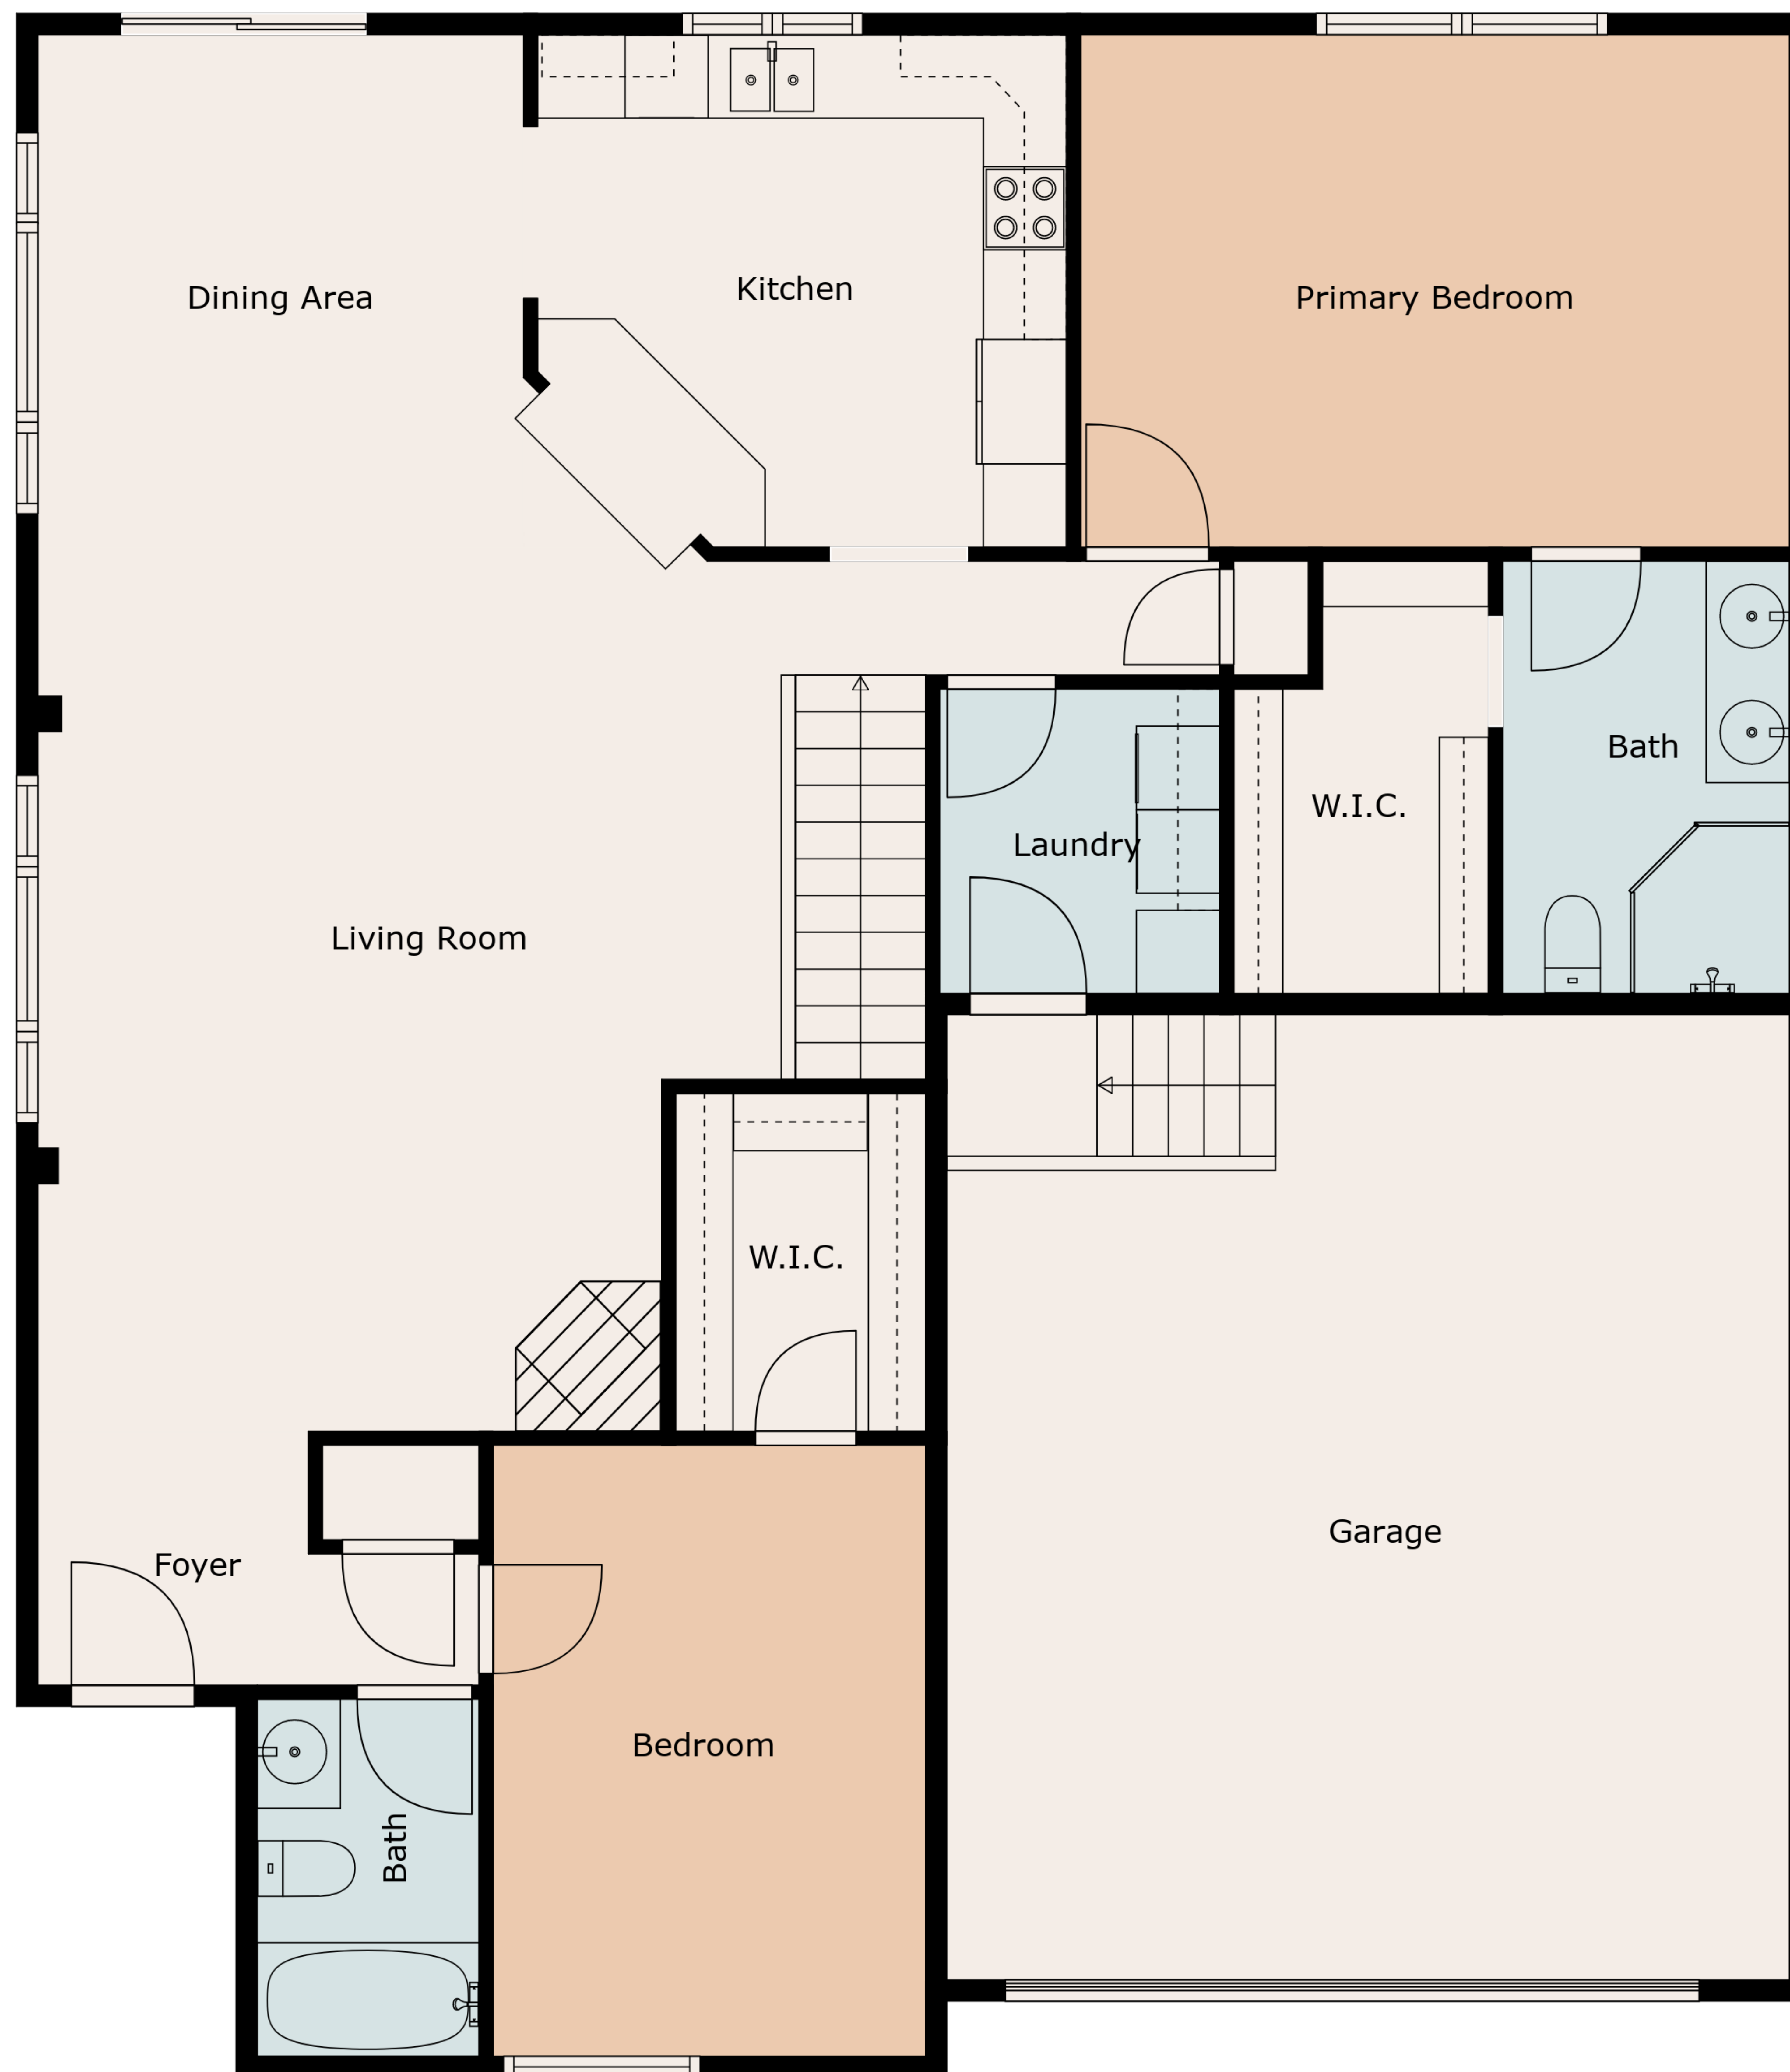 Dining Area
Kitchen
Primary Bedroom
Bath
W.I.C.
Laundry
Living Room
W.I.C.
Garage
Foyer
Bedroom
Bath